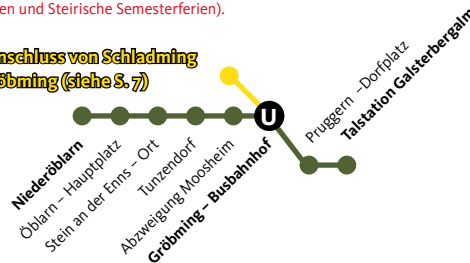 en und Steirische Semesterferien).
nschluss von Schladming
öbming (siehe S. 7)
U
Niederöblarn
Öblarn – Hauptplatz
Stein an der Enns – Ort
Tunzendorf
Abzweigung Moosheim
Gröbming – Busbahnhof
Pruggern –Dorfplatz
Talstation Galsterbergalm